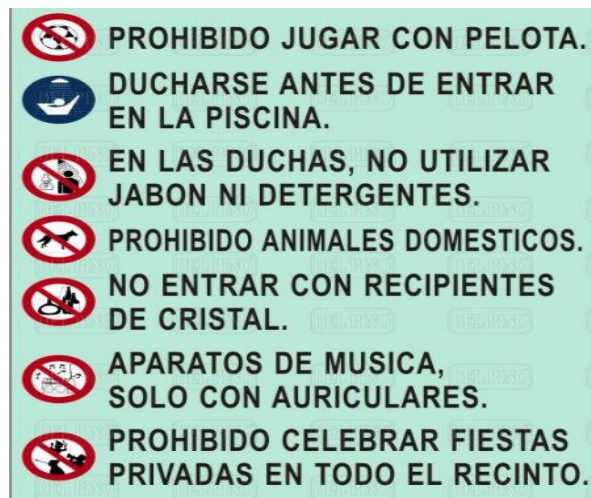 PROHIBIDO JUGAR CON PELOTA.
DUCHARSE ANTES DE ENTRAR
EN LA PISCINA.
EN LAS DUCHAS, NO UTILIZAR
JABON NI DETERGENTES.
PROHIBIDO ANIMALES DOMESTICOS.
NO ENTRAR CON RECIPIENTES
DE CRISTAL.
APARATOS DE MUSICA,
SOLO CON AURICULARES.
PROHIBIDO CELEBRAR FIESTAS
PRIVADAS EN TODO EL RECINTO.